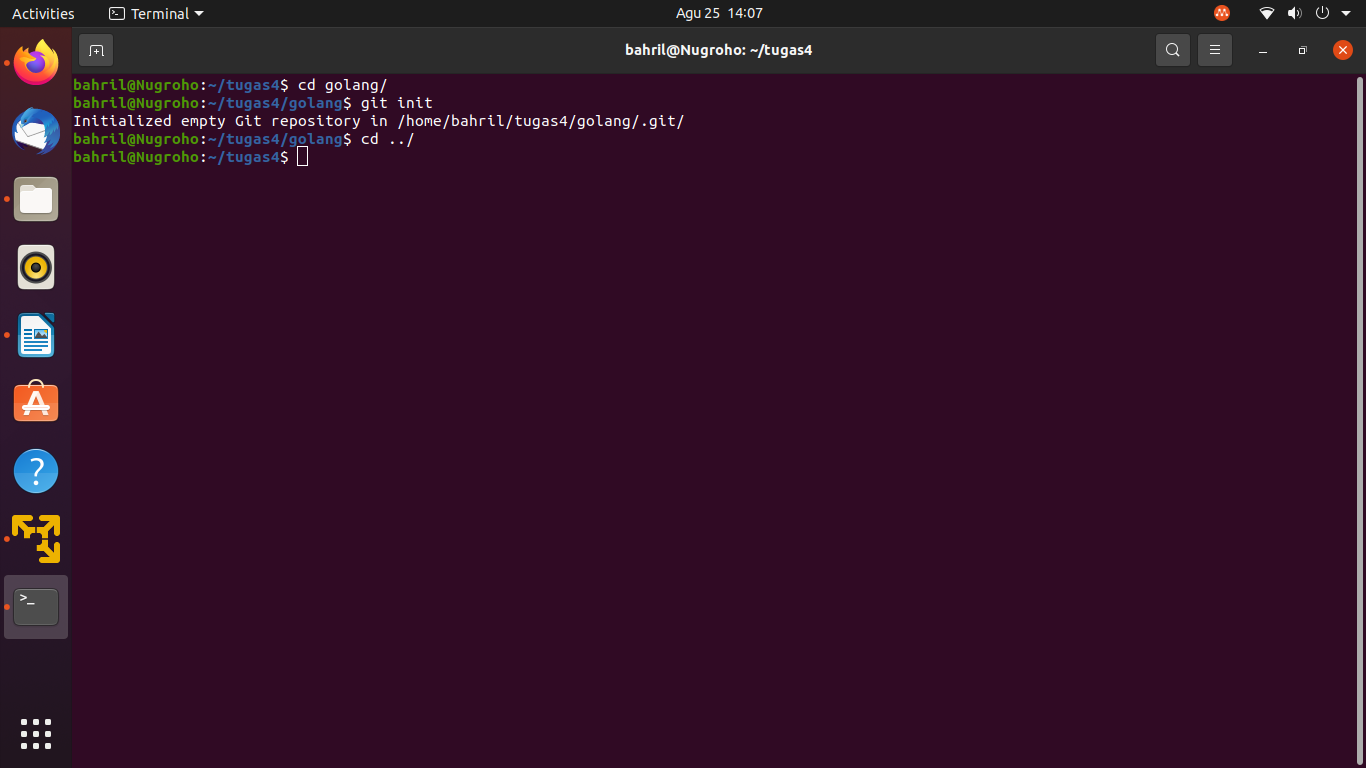 Activities
Terminal
Agu 25 14:07
bahril@Nugroho: ~/tugas4
bahril@Nugroho:~/tugas4$ cd golang/
bahril@Nugroho:~/tugas4/golang$ git init
Initialized empty Git repository in /home/bahril/tugas4/golang/.git/
bahril@Nugroho:~/tugas4/golang$ cd ../
bahril@Nugroho:~/tugas4$